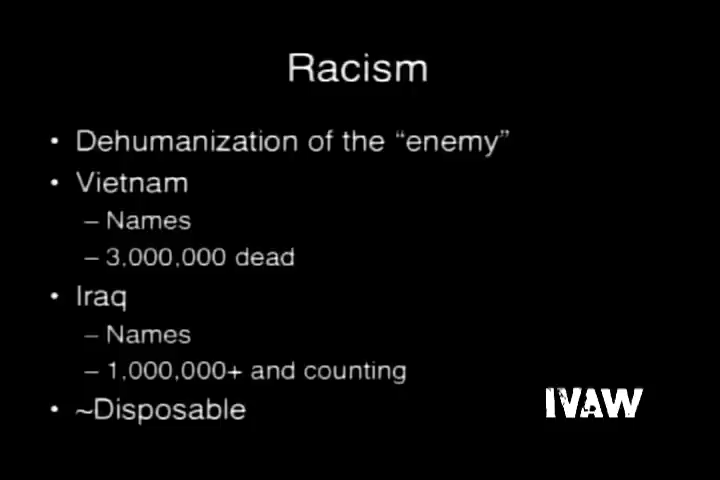 Racism
• Dehumanization of the “enemy”
• Vietnam
– Names
– 3,000,000 dead
• Iraq
– Names
– 1,000,000+ and counting
• ~Disposable
IVAW